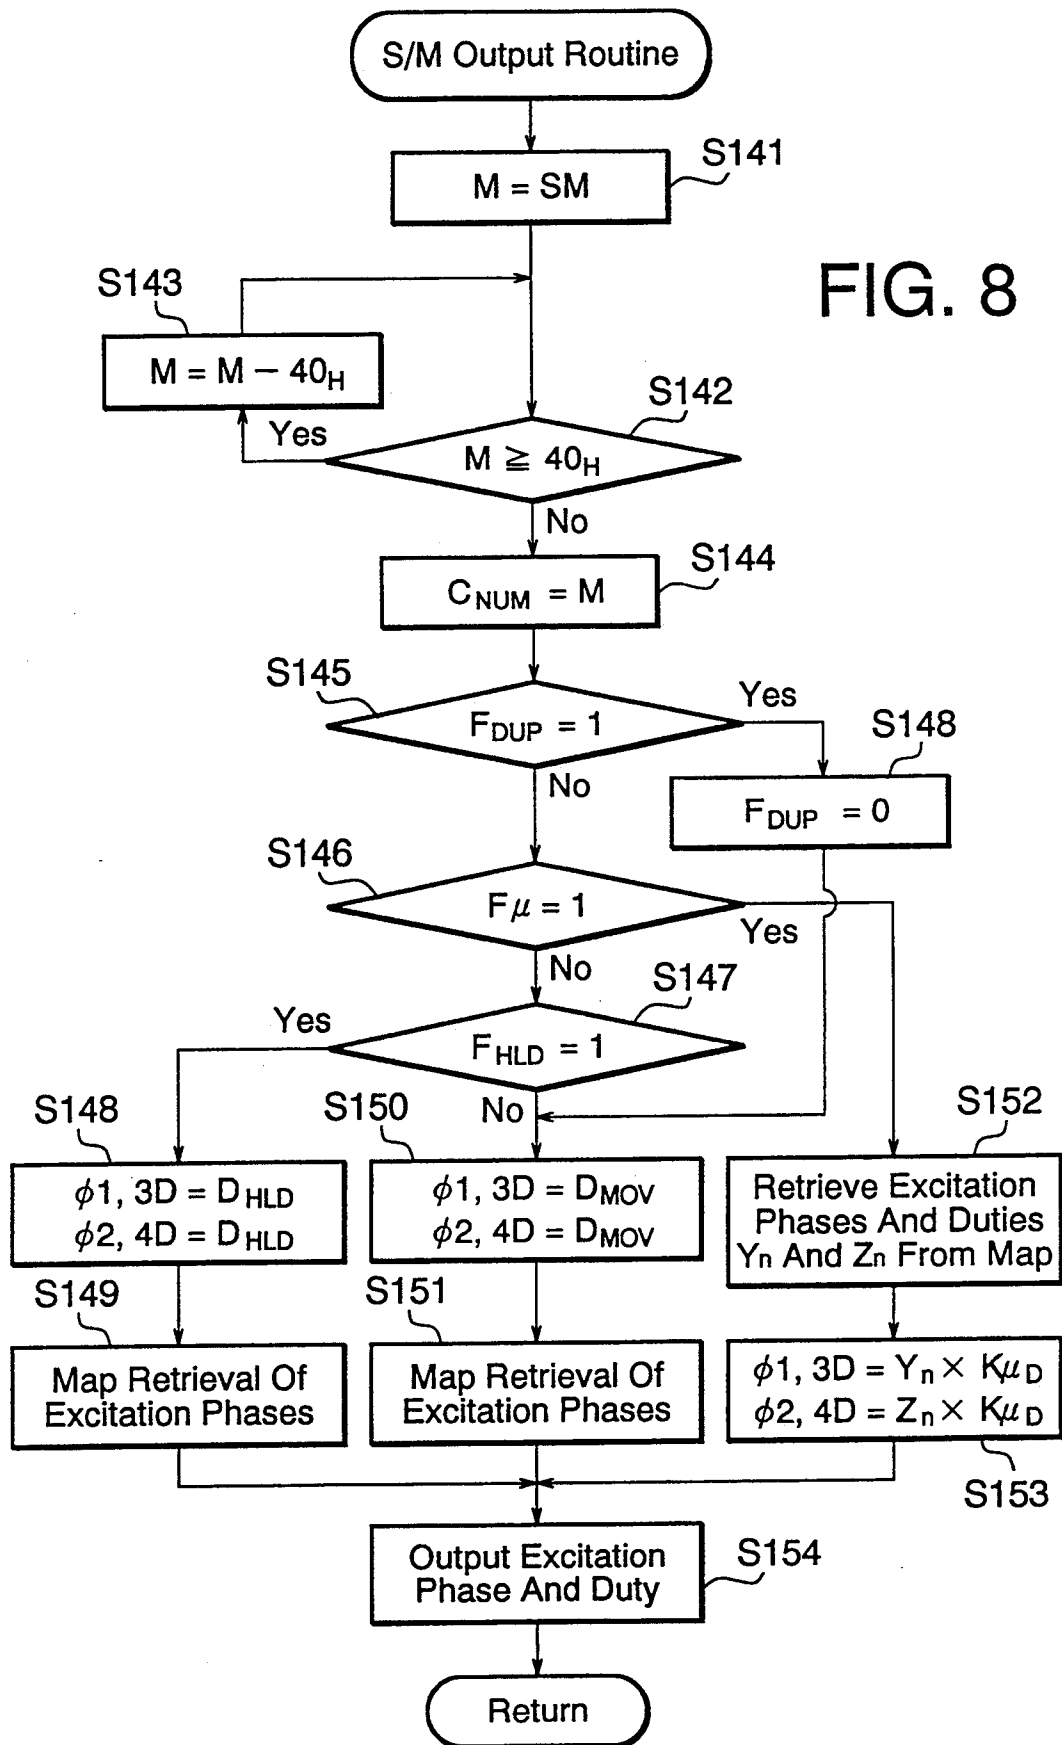 S/M Output Routine
S141
M = SM
FIG. 8
S143
M = M − 40H
S142
Yes
M ≧ 40H
No
S144
CNUM = M
S145
Yes
FDUP = 1
S148
No
FDUP = 0
S146
Fμ = 1
Yes
No
S147
Yes
FHLD = 1
No
S148
ϕ1, 3D = DHLD
ϕ2, 4D = DHLD
S150
ϕ1, 3D = DMOV
ϕ2, 4D = DMOV
S152
Retrieve Excitation
Phases And Duties
Yn And Zn From Map
S149
Map Retrieval Of
Excitation Phases
S151
Map Retrieval Of
Excitation Phases
ϕ1, 3D = Yn × KμD
ϕ2, 4D = Zn × KμD
S153
Output Excitation
Phase And Duty
S154
Return